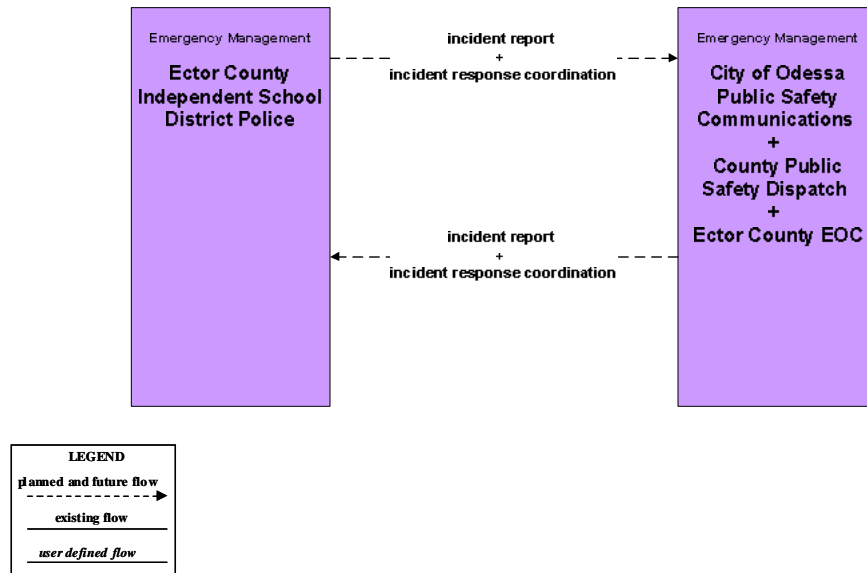 Emergency Management
Ector County
Independent School
District Police
incident report
+
incident response coordination
Emergency Management
City of Odessa
Public Safety
Communications
+
County Public
Safety Dispatch
+
Ector County EOC
incident report
+
incident response coordination
LEGEND
planned and future flow
existing flow
user defined flow